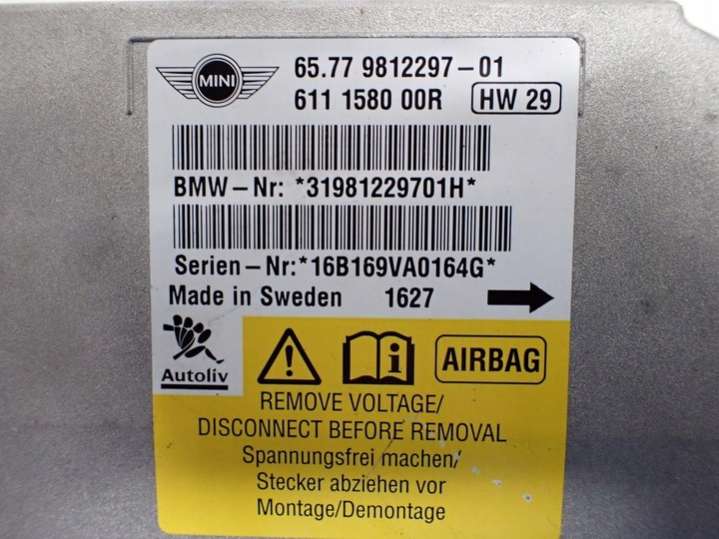 MINI
65.77 9812297-01
611 1580 00R HW 29
BMW-Nr: *31981229701H*
Serien-Nr:*16B169VA0164G*
Made in Sweden 1627
Autoliv
AIRBAG
REMOVE VOLTAGE/
DISCONNECT BEFORE REMOVAL
Spannungsfrei machen/
Stecker abziehen vor
Montage/Demontage